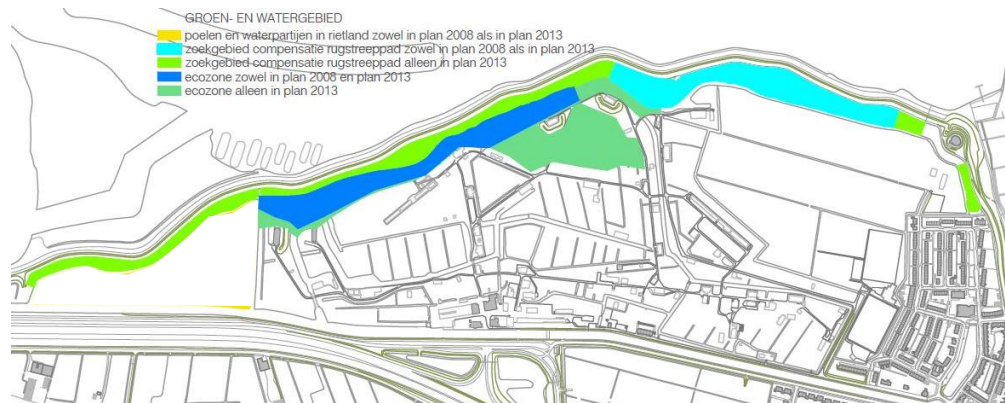 GROEN- EN WATERGEBIED
poelen en waterpartijen in rietland zowel in plan 2008 als in plan 2013
zoekgebied compensatie rugstreeppad zowel in plan 2008 als in plan 2013
zoekgebied compensatie rugstreeppad alleen in plan 2013
ecozone zowel in plan 2008 en plan 2013
ecozone alleen in plan 2013